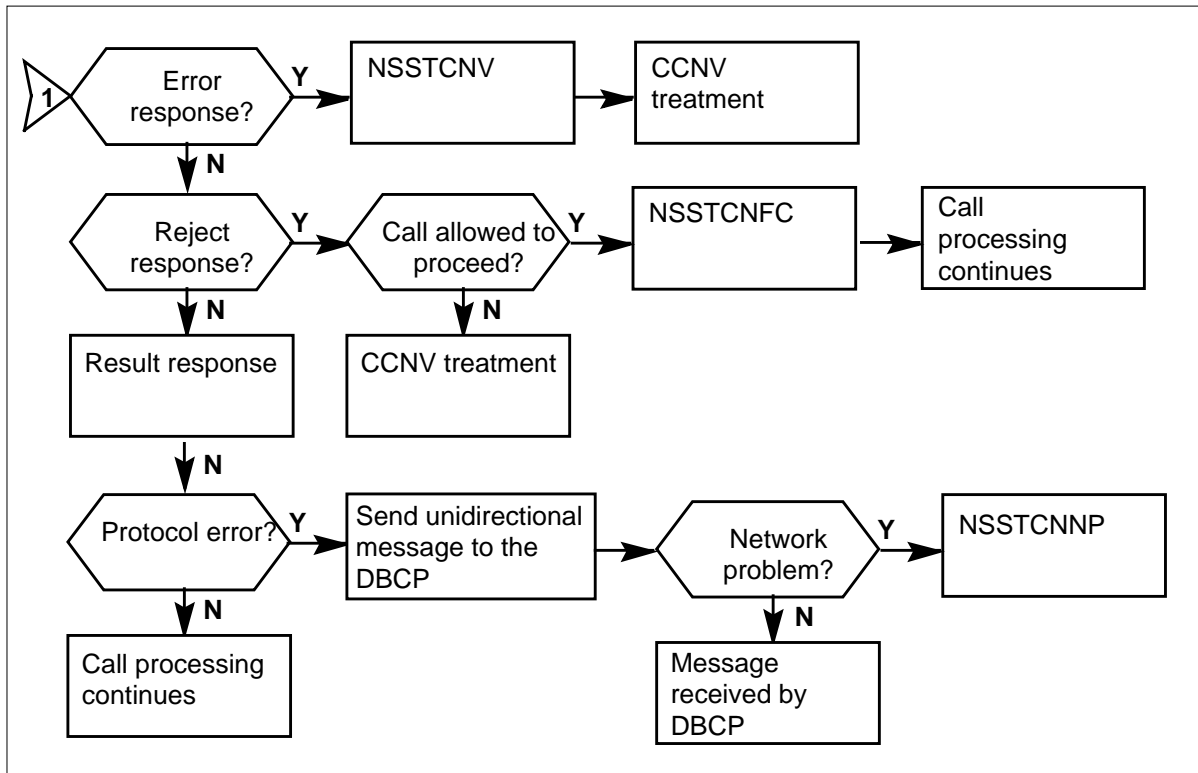 1
Error
response?
Y
NSSTCNV
CCNV
treatment
N
Reject
response?
Y
Call allowed to
proceed?
Y
NSSTCNFC
Call
processing
continues
N
N
Result response
CCNV treatment
N
Protocol error?
Y
Send unidirectional
message to the
DBCP
Network
problem?
Y
NSSTCNNP
N
N
Call processing
continues
Message
received by
DBCP